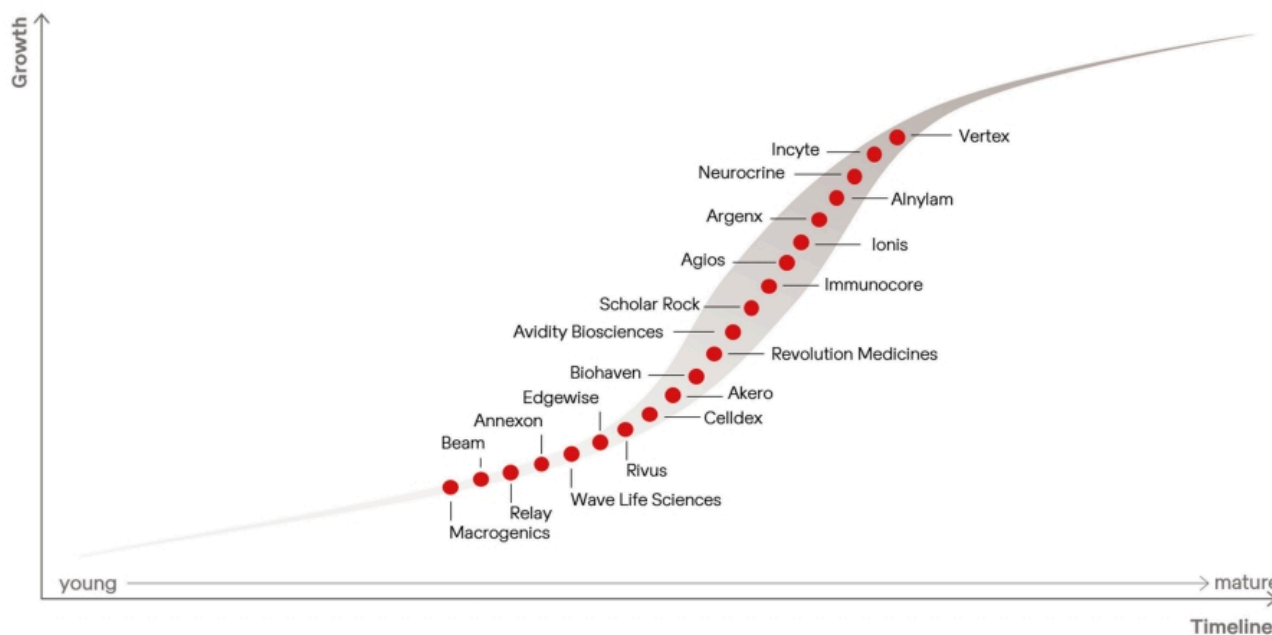 Growth
Vertex
Incyte
Neurocrine
Alnylam
Argenx
Ionis
Agios
Immunocore
Scholar Rock
Avidity Biosciences
Revolution Medicines
Biohaven
Akero
Edgewise
Celldex
Annexon
Beam
Rivus
Wave Life Sciences
Relay
Macrogenics
young
mature
Timeline